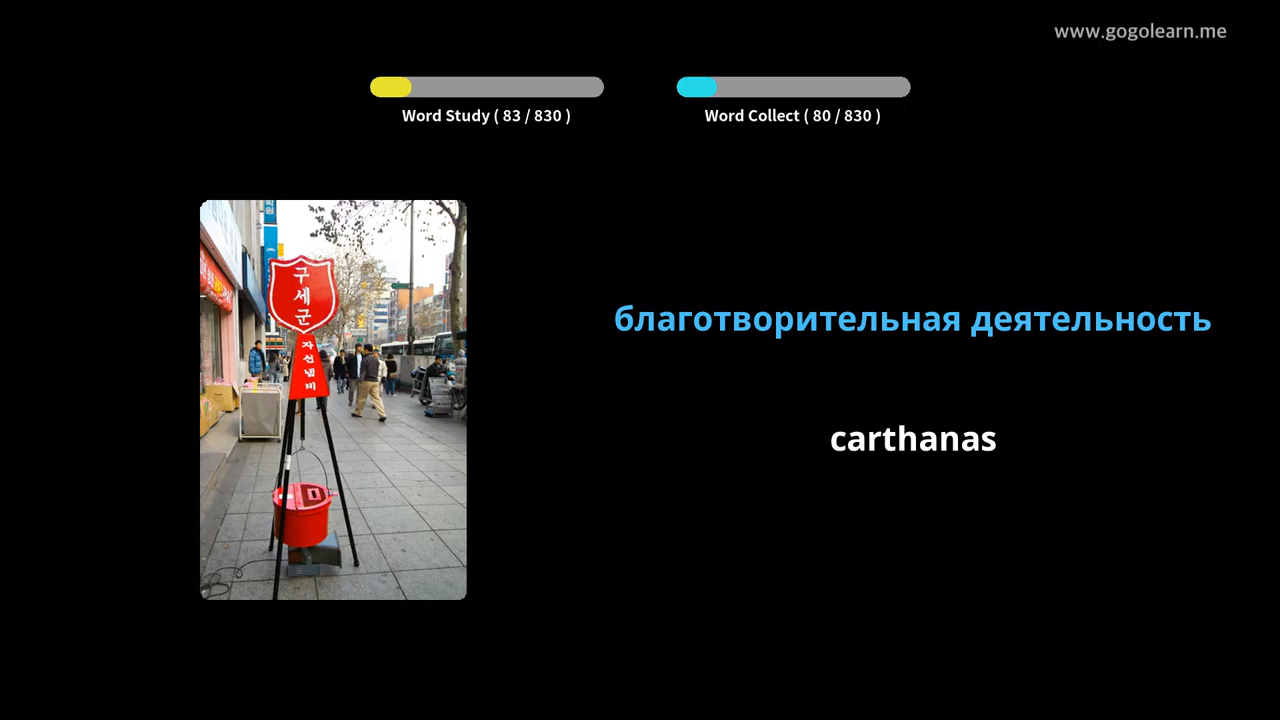 www.gogolearn.me
Word Study ( 83 / 830 )
Word Collect ( 80 / 830 )
구세군
자선냄비
благотворительная деятельность
carthanas